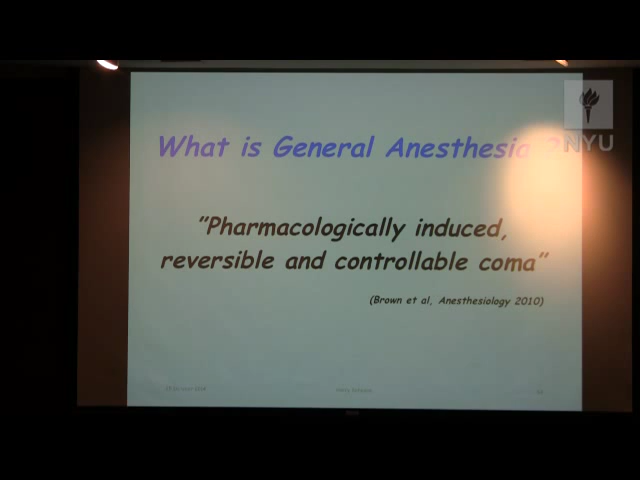 NYU
What is General Anesthesia ?
"Pharmacologically induced,
reversible and controllable coma"
(Brown et al, Anesthesiology 2010)